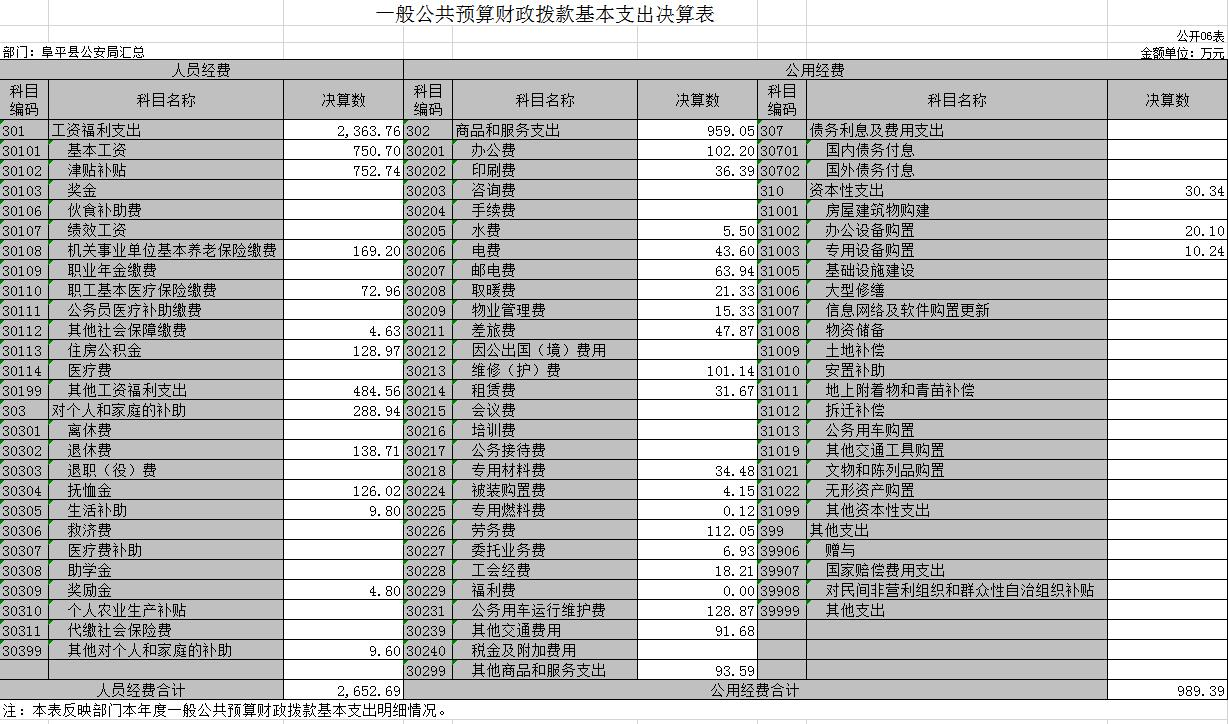 一般公共预算财政拨款基本支出决算表
公开06表
部门：阜平县公安局汇总 金额单位：万元
人员经费 公用经费
科目编码 科目名称 决算数 科目编码 科目名称 决算数 科目编码 科目名称 决算数
301 工资福利支出 2,363.76 302 商品和服务支出 959.05 307 债务利息及费用支出
30101 基本工资 750.70 30201 办公费 102.20 30701 国内债务付息
30102 津贴补贴 752.74 30202 印刷费 36.39 30702 国外债务付息
30103 奖金 30203 咨询费 310 资本性支出 30.34
30106 伙食补助费 30204 手续费 31001 房屋建筑物购建
30107 绩效工资 30205 水费 5.50 31002 办公设备购置 20.10
30108 机关事业单位基本养老保险缴费 169.20 30206 电费 43.60 31003 专用设备购置 10.24
30109 职业年金缴费 30207 邮电费 63.94 31005 基础设施建设
30110 职工基本医疗保险缴费 72.96 30208 取暖费 21.33 31006 大型修缮
30111 公务员医疗补助缴费 30209 物业管理费 15.33 31007 信息网络及软件购置更新
30112 其他社会保障缴费 4.63 30211 差旅费 47.87 31008 物资储备
30113 住房公积金 128.97 30212 因公出国（境）费用 31009 土地补偿
30114 医疗费 30213 维修（护）费 101.14 31010 安置补助
30199 其他工资福利支出 484.56 30214 租赁费 31.67 31011 地上附着物和青苗补偿
303 对个人和家庭的补助 288.94 30215 会议费 31012 拆迁补偿
30301 离休费 30216 培训费 31013 公务用车购置
30302 退休费 138.71 30217 公务接待费 31019 其他交通工具购置
30303 退职（役）费 30218 专用材料费 34.48 31021 文物和陈列品购置
30304 抚恤金 126.02 30224 被装购置费 4.15 31022 无形资产购置
30305 生活补助 9.80 30225 专用燃料费 0.12 31099 其他资本性支出
30306 救济费 30226 劳务费 112.05 399 其他支出
30307 医疗费补助 30227 委托业务费 6.93 39906 赠与
30308 助学金 30228 工会经费 18.21 39907 国家赔偿费用支出
30309 奖励金 4.80 30229 福利费 0.00 39908 对民间非营利组织和群众性自治组织补贴
30310 个人农业生产补贴 30231 公务用车运行维护费 128.87 39999 其他支出
30311 代缴社会保险费 30239 其他交通费用 91.68
30399 其他对个人和家庭的补助 9.60 30240 税金及附加费用
30299 其他商品和服务支出 93.59
人员经费合计 2,652.69 公用经费合计 989.39
注：本表反映部门本年度一般公共预算财政拨款基本支出明细情况。